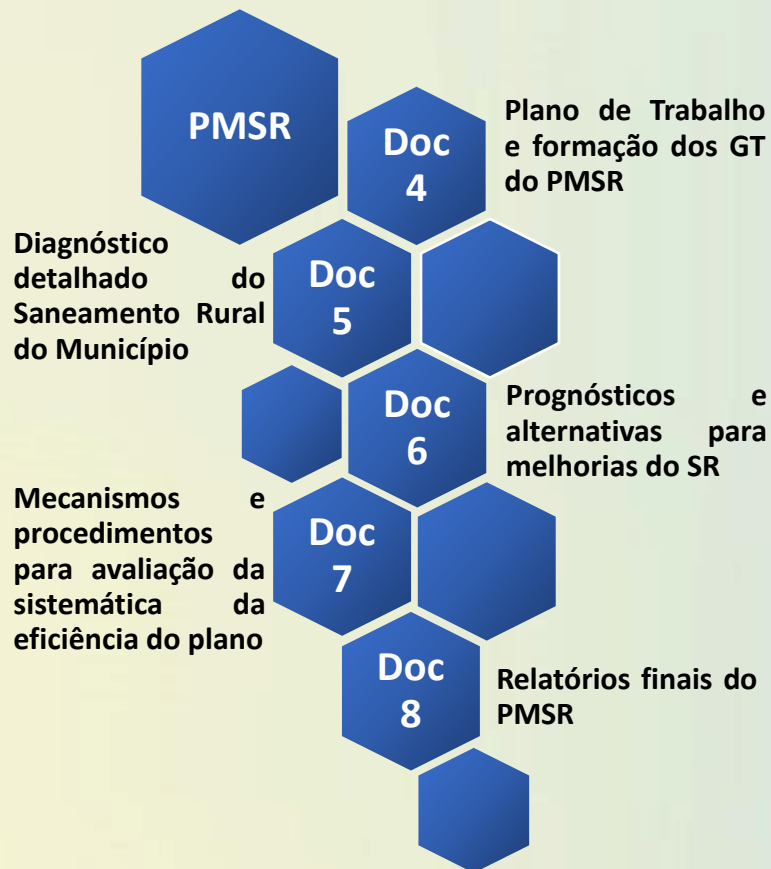 PMSR
Doc
4
Plano de Trabalho
e formação dos GT
do PMSR
Diagnóstico
detalhado do
Saneamento Rural
do Município
Doc
5
Doc
6
Prognósticos e
alternativas para
melhorias do SR
Mecanismos e
procedimentos
para avaliação da
sistemática da
eficiência do plano
Doc
7
Doc
8
Relatórios finais do
PMSR